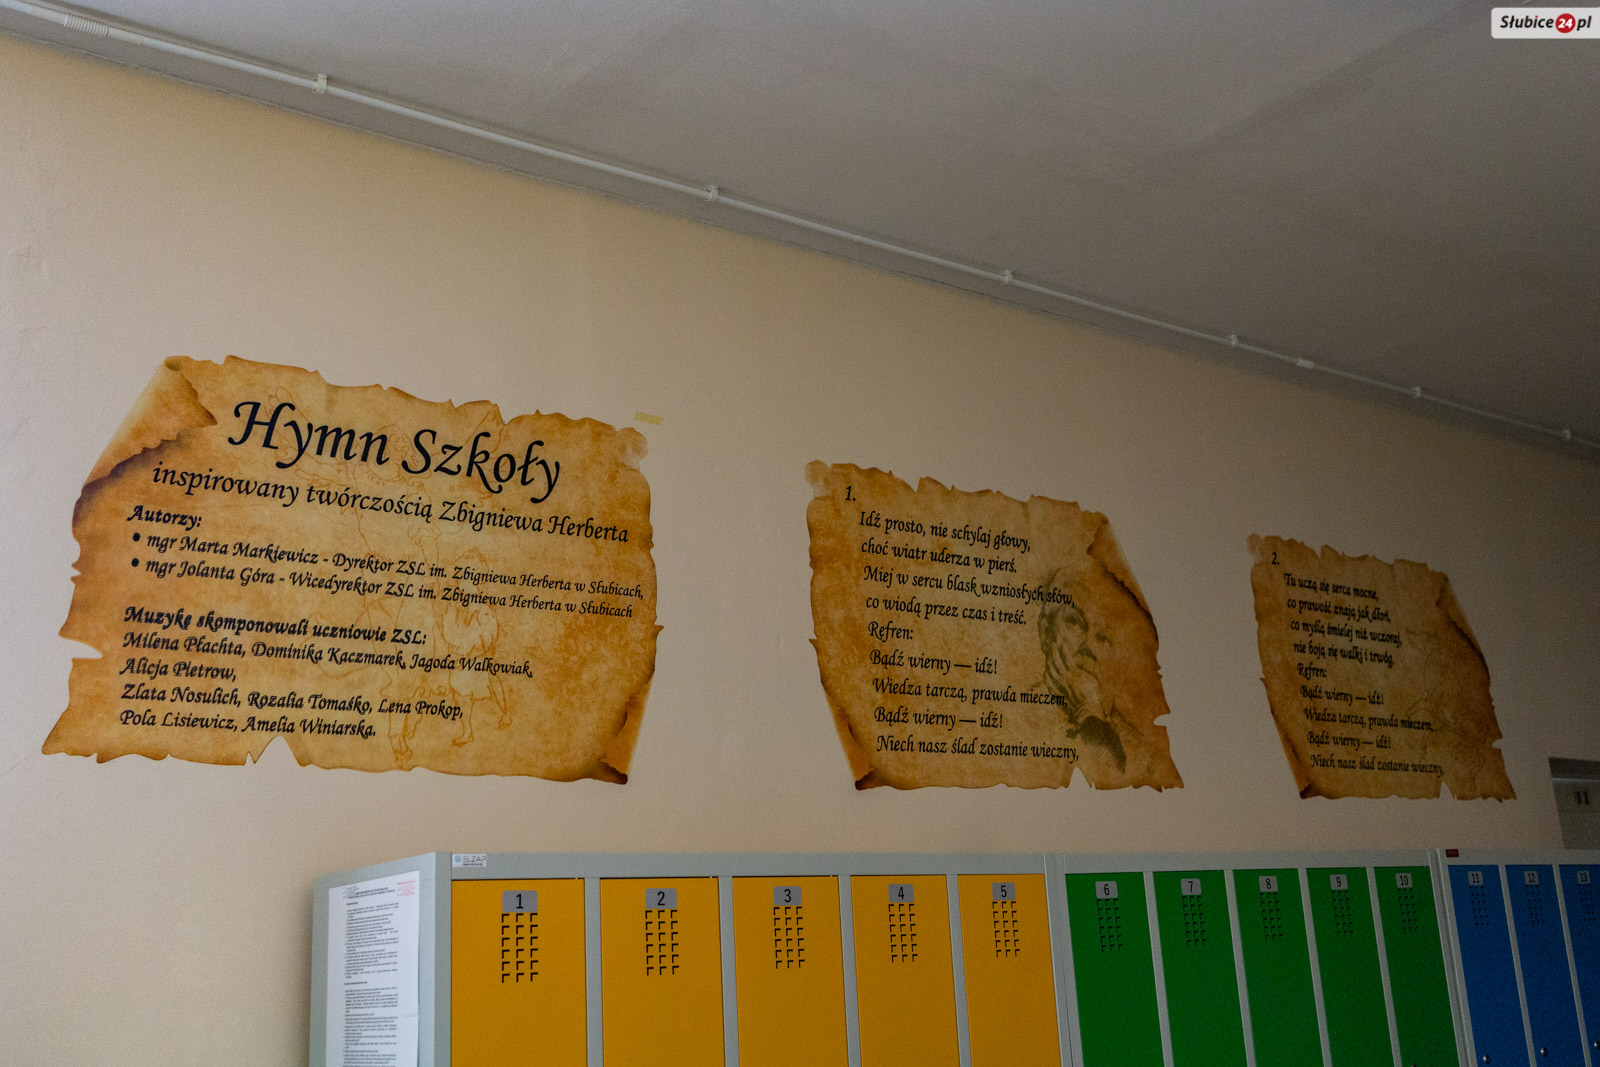 Słubice24.pl
Hymn Szkoły
inspirowany twórczością Zbigniewa Herberta
Autorzy:
• mgr Marta Markiewicz - Dyrektor ZSL im. Zbigniewa Herberta w Słubicach,
• mgr Jolanta Góra - Wicedyrektor ZSL im. Zbigniewa Herberta w Słubicach
Muzykę skomponowali uczniowie ZSL:
Milena Płachta, Dominika Kaczmarek, Jagoda Walkowiak,
Alicja Pietrow,
Zlata Nosulich, Rozalia Tomaśko, Lena Prokop,
Pola Lisiewicz, Amelia Winiarska.
1.
Idź prosto, nie schylaj głowy,
choć wiatr uderza w pierś.
Miej w sercu blask wzniosłych słów,
co wiodą przez czas i treść.
Refren:
Bądź wierny — idź!
Wiedza tarczą, prawda mieczem,
Bądź wierny — idź!
Niech nasz ślad zostanie wieczny,
2.
Tu uczą się serca mocne,
co prawość znają jak dłoń,
co myślą śmielej niż wczoraj,
nie boją się walki i trwóg.
Refren:
Bądź wierny — idź!
Wiedza tarczą, prawda mieczem,
Bądź wierny — idź!
Niech nasz ślad zostanie wieczny,
ELZAP
1
2
3
4
5
6
7
8
9
10
11
12
13